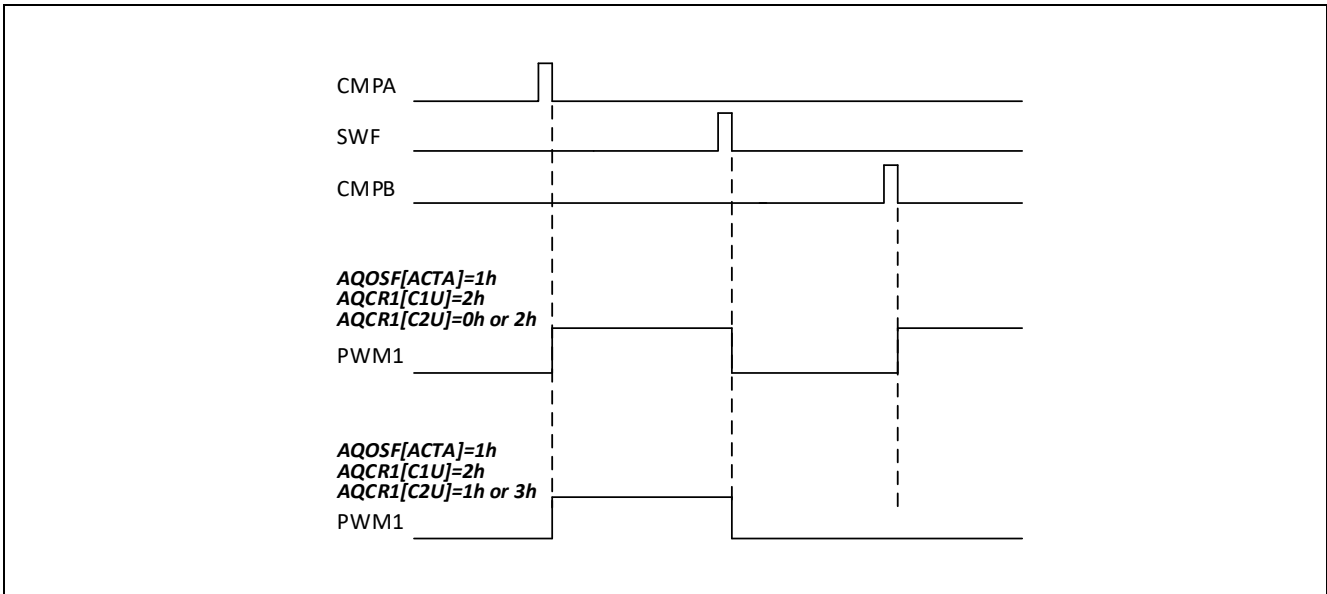 CMPA
SWF
CMPB
AQOSF[ACTA]=1h
AQCR1[C1U]=2h
AQCR1[C2U]=0h or 2h
PWM1
AQOSF[ACTA]=1h
AQCR1[C1U]=2h
AQCR1[C2U]=1h or 3h
PWM1